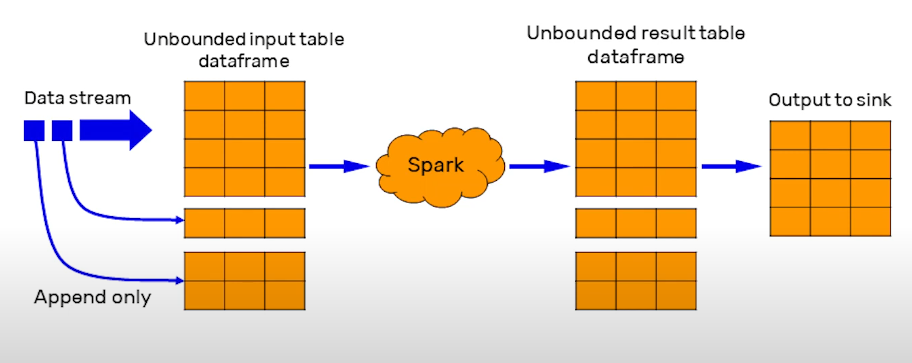 Unbounded input table
dataframe
Unbounded result table
dataframe
Data stream
Output to sink
Spark
Append only